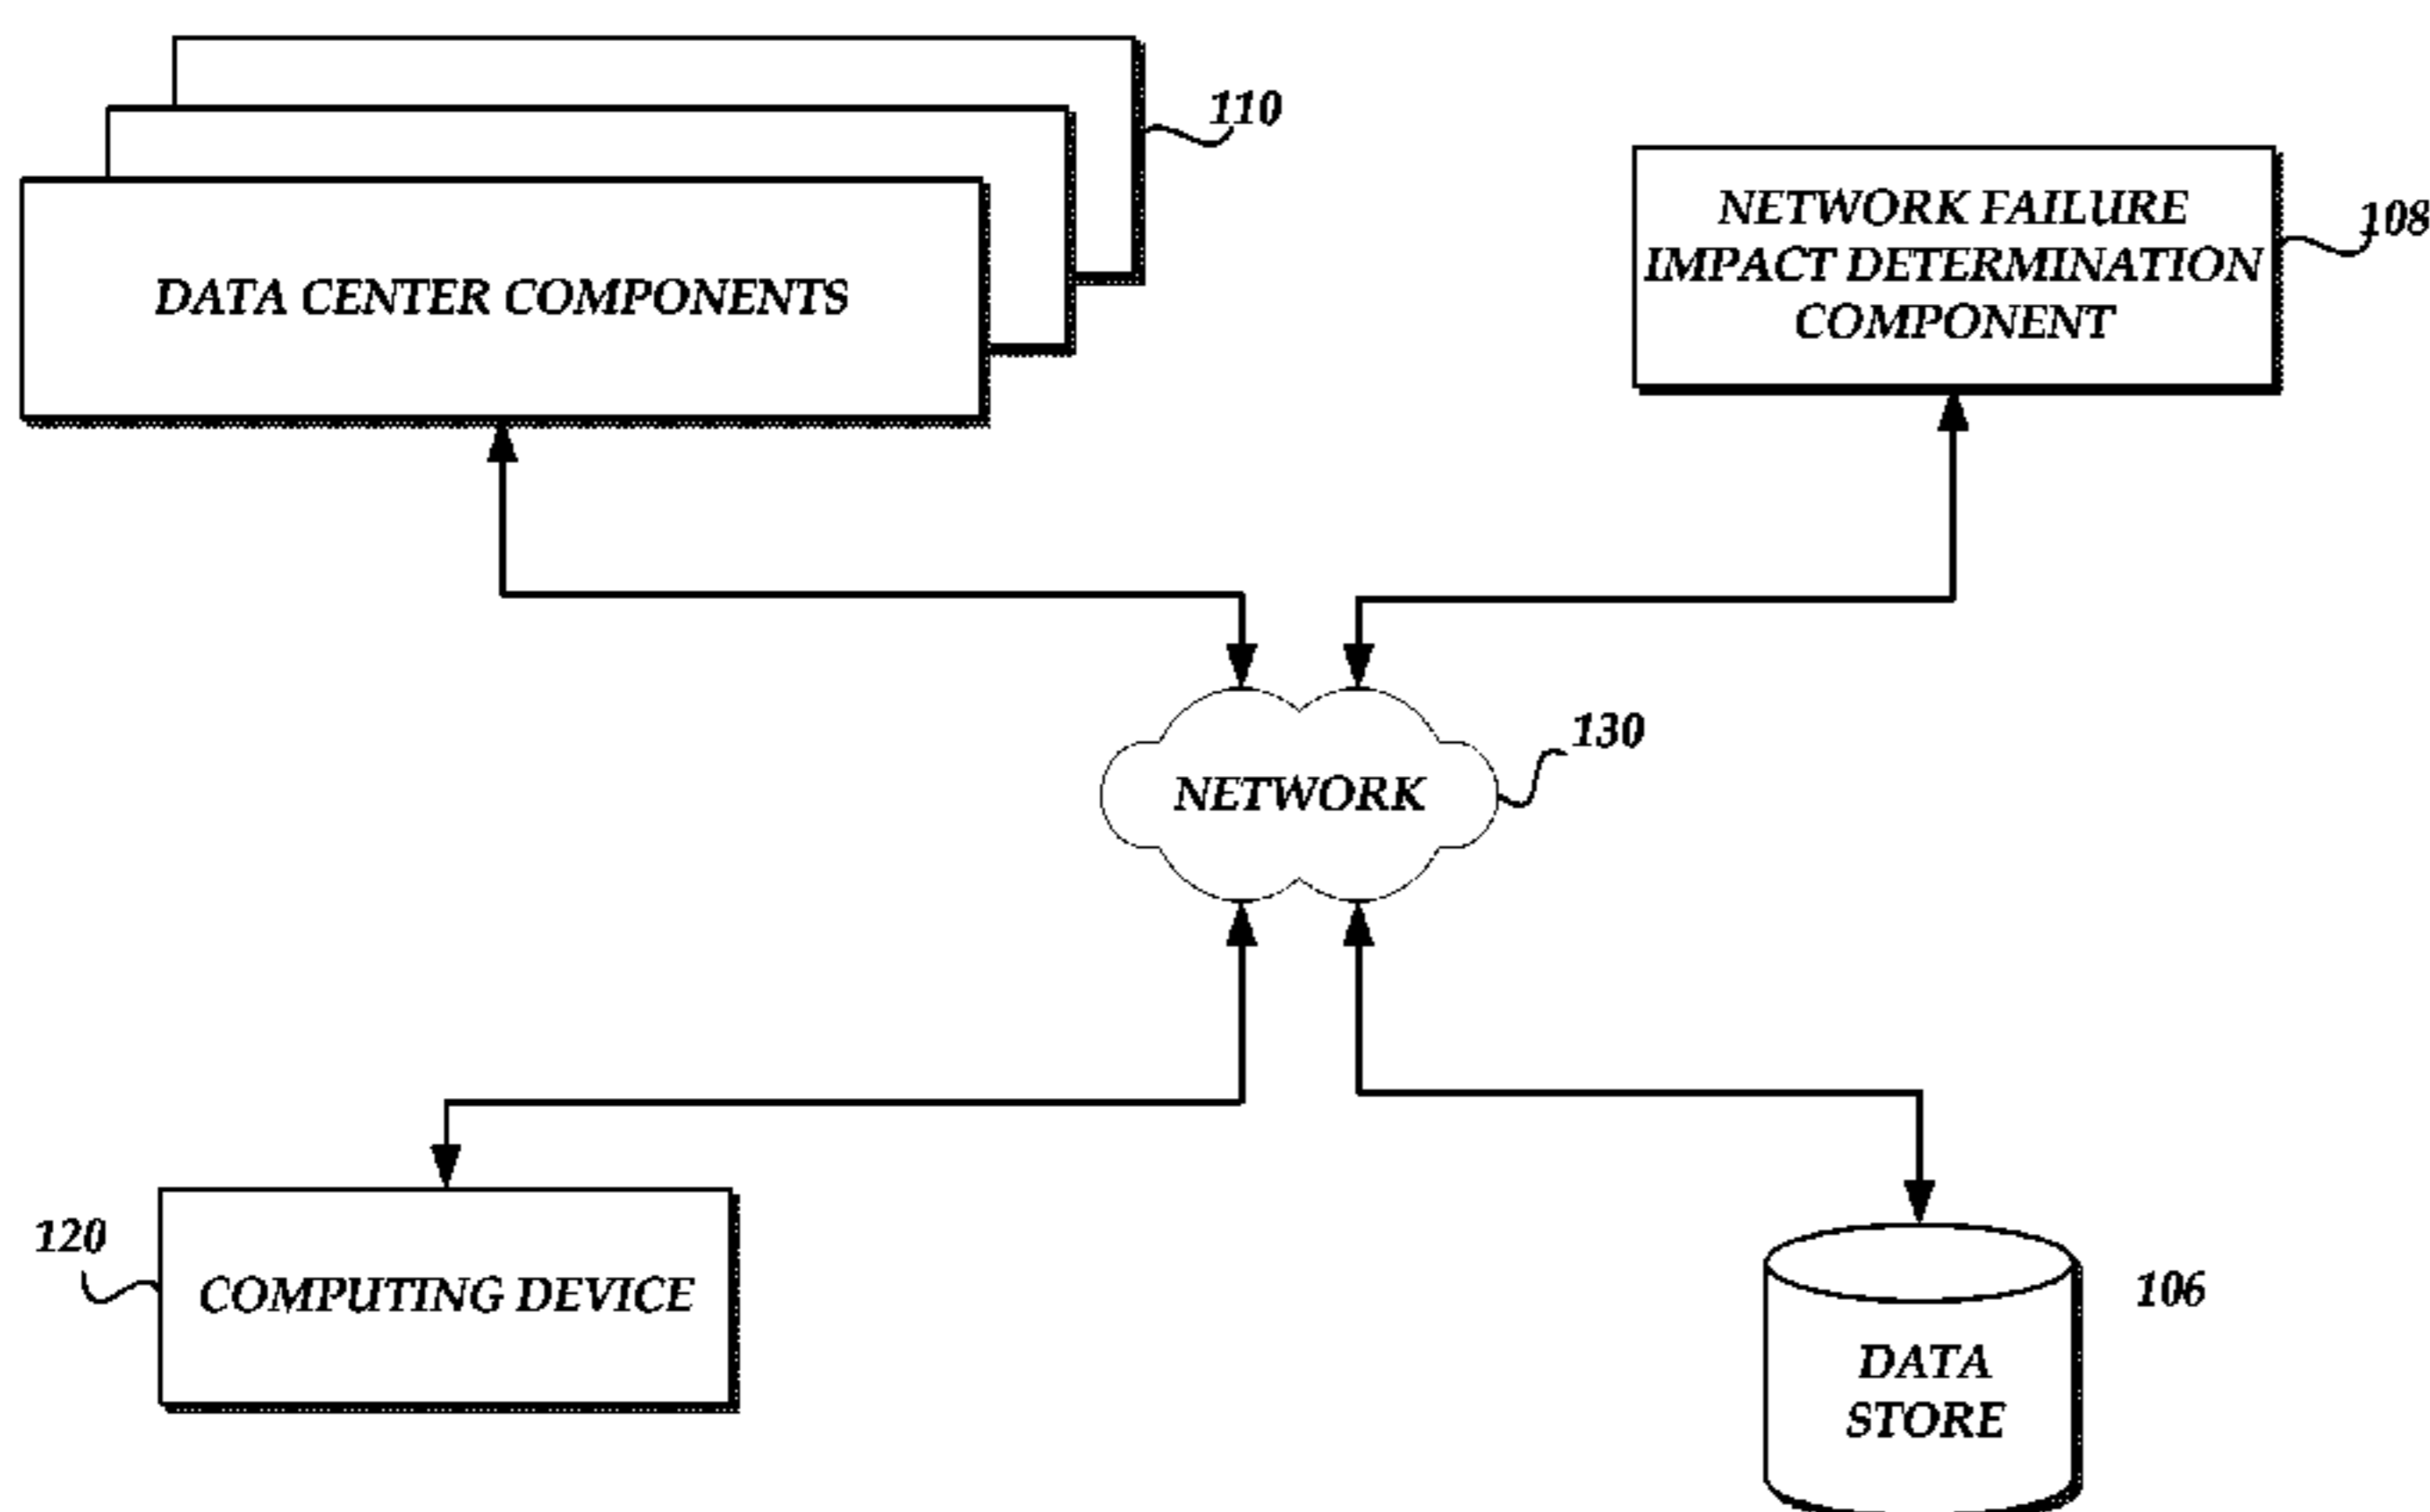 110
DATA CENTER COMPONENTS
NETWORK FAILURE
IMPACT DETERMINATION
COMPONENT
108
NETWORK
130
120
COMPUTING DEVICE
106
DATA
STORE